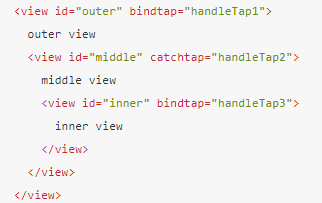 <view id="outer" bindtap="handleTap1">
  outer view
  <view id="middle" catchtap="handleTap2">
    middle view
    <view id="inner" bindtap="handleTap3">
      inner view
    </view>
  </view>
</view>